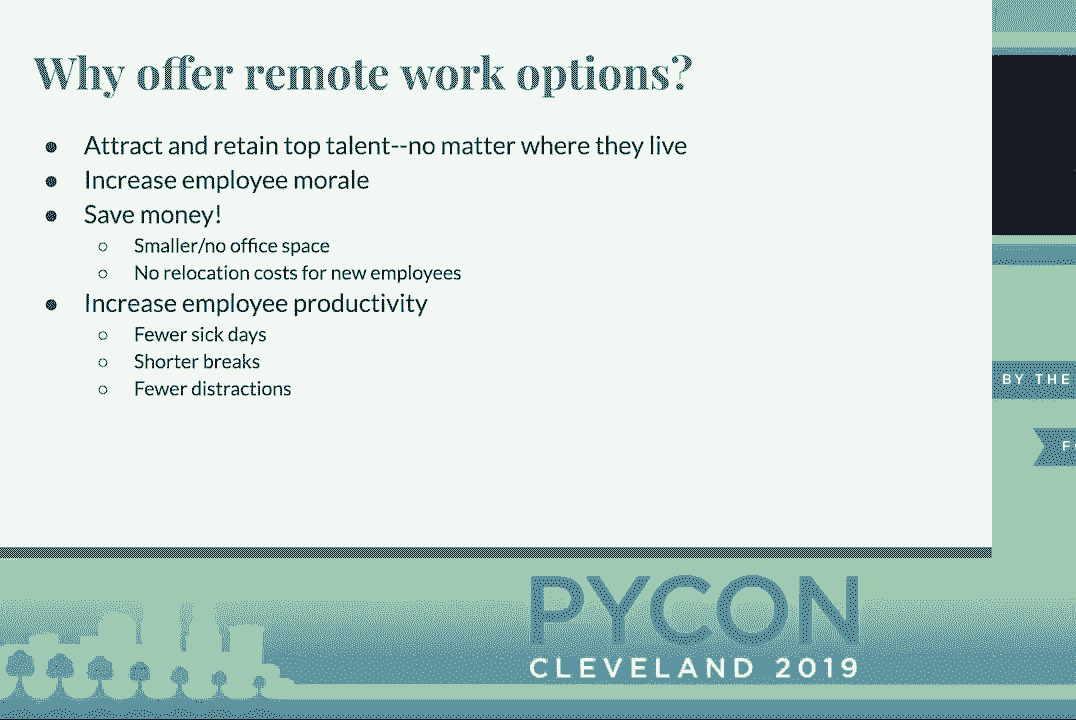 Why offer remote work options?
● Attract and retain top talent--no matter where they live
● Increase employee morale
● Save money!
○ Smaller/no office space
○ No relocation costs for new employees
● Increase employee productivity
○ Fewer sick days
○ Shorter breaks
○ Fewer distractions
BY THE
PYCON
CLEVELAND 2019